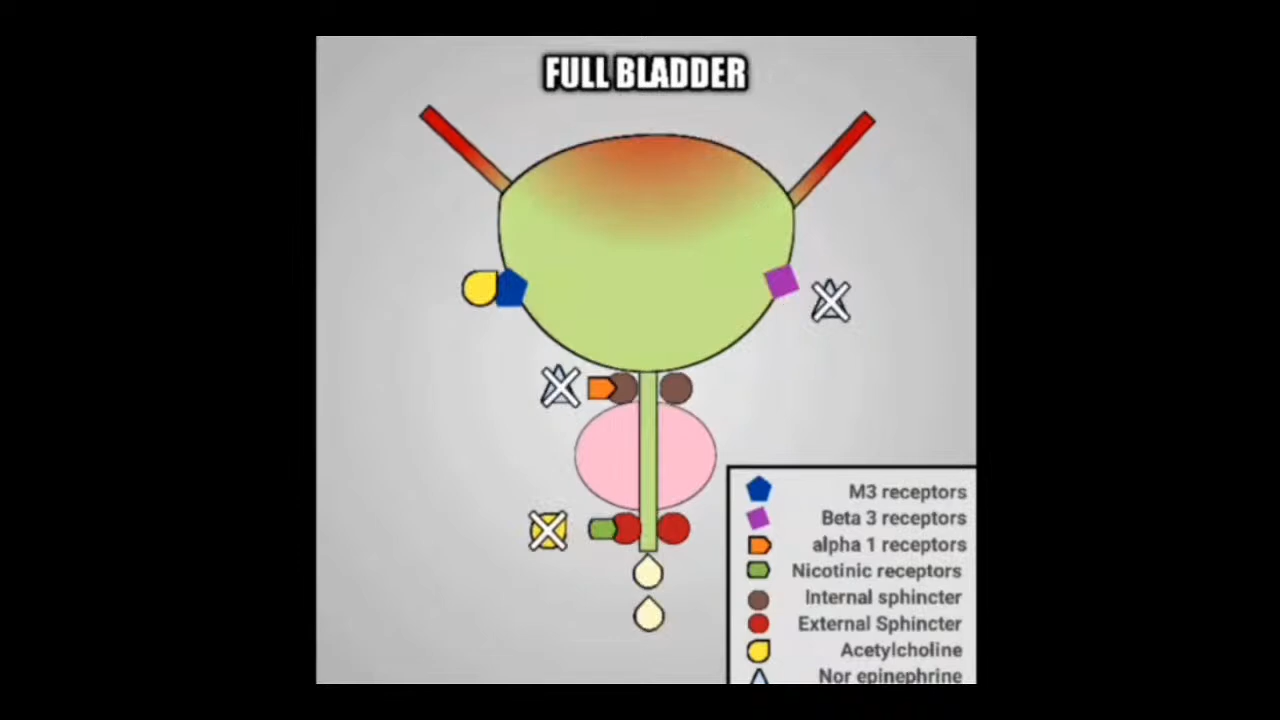 FULL BLADDER
M3 receptors
Beta 3 receptors
alpha 1 receptors
Nicotinic receptors
Internal sphincter
External Sphincter
Acetylcholine
Nor epinephrine